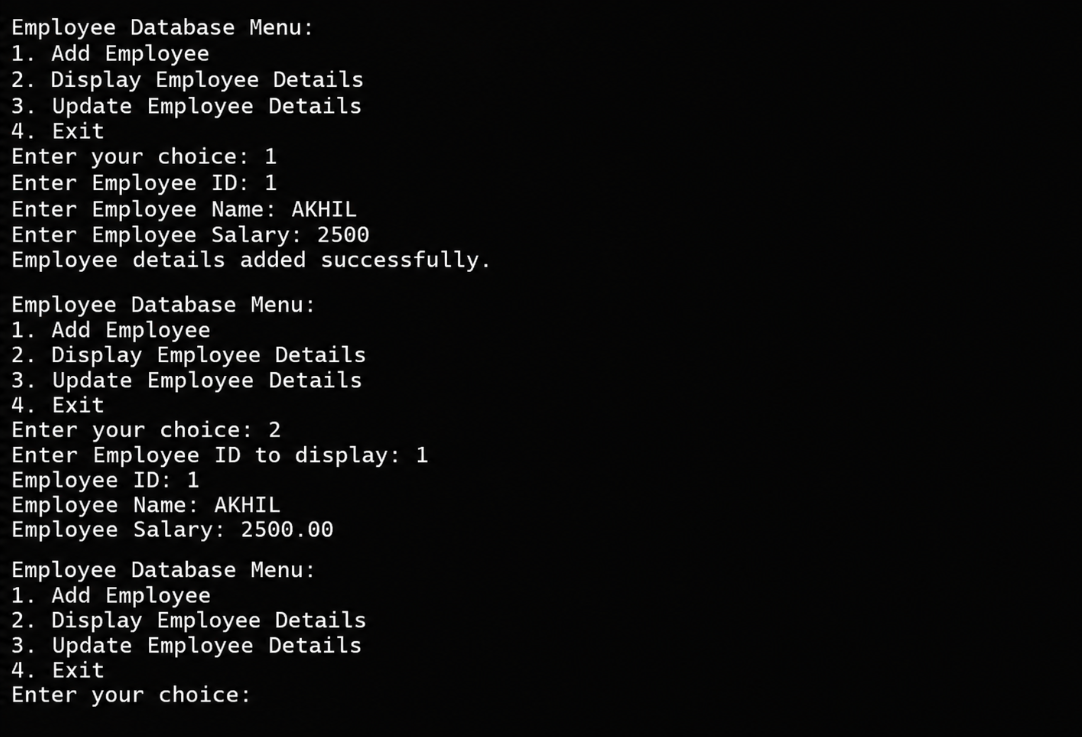 Employee Database Menu:
1. Add Employee
2. Display Employee Details
3. Update Employee Details
4. Exit
Enter your choice: 1
Enter Employee ID: 1
Enter Employee Name: AKHIL
Enter Employee Salary: 2500
Employee details added successfully.

Employee Database Menu:
1. Add Employee
2. Display Employee Details
3. Update Employee Details
4. Exit
Enter your choice: 2
Enter Employee ID to display: 1
Employee ID: 1
Employee Name: AKHIL
Employee Salary: 2500.00

Employee Database Menu:
1. Add Employee
2. Display Employee Details
3. Update Employee Details
4. Exit
Enter your choice: